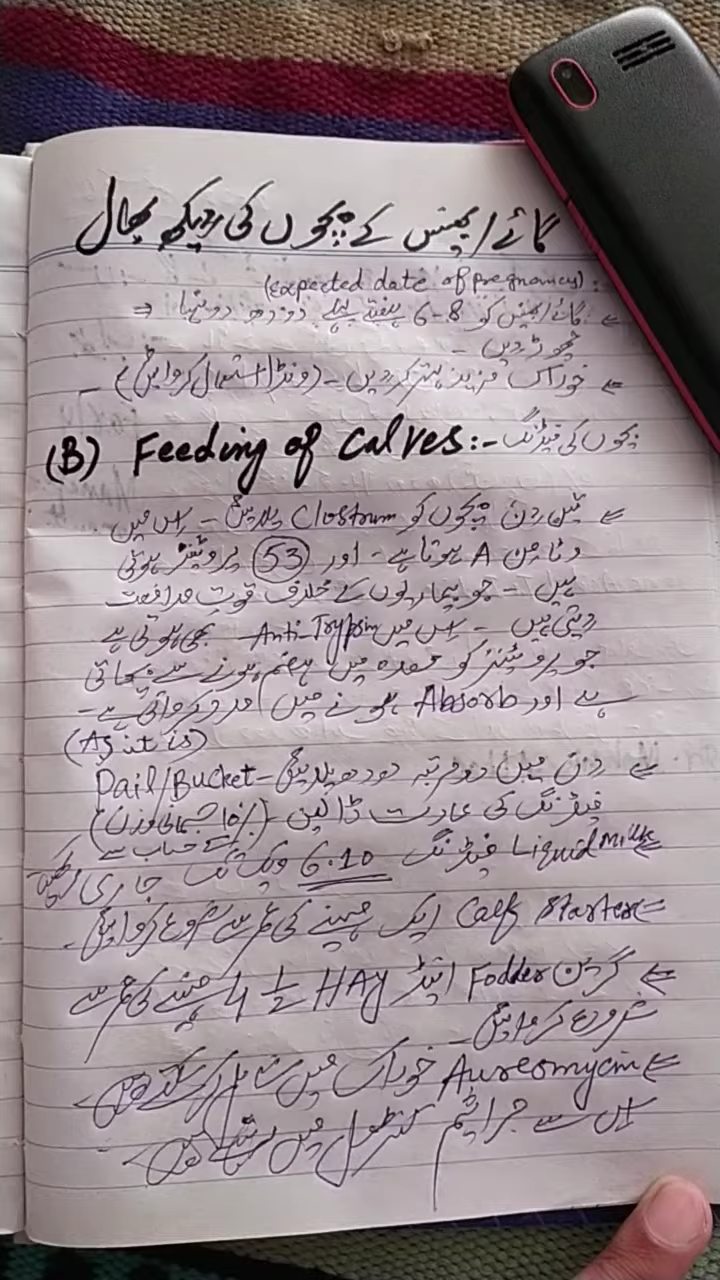 گائے / بھینس کے بچوں کی دیکھ بھال
(expected date of pregnancy):
⇐ گائے / بھینس کو 8-6 ہفتے پہلے دودھ دوہنا ⇒
چھوڑ دیں -
⇐ خوراک مزید بہتر کر دیں - (ونڈا استعمال کروائیں) -
(B) Feeding of Calves:- بچوں کی فیڈنگ
⇐ تین دن بچوں کو Clostrum پلائیں - اس میں
وٹامن A ہوتا ہے - اور (53) پروٹینز ہوتی
ہیں - جو بیماریوں کے خلاف قوتِ مدافعت
دیتی ہیں - اس میں Anti-Trypsin بھی ہوتی ہے
جو پروٹینز کو معدہ میں ہضم ہونے سے بچاتی
ہے اور Absorb ہونے میں مدد کرواتی ہے -
(As it is)
⇐ دن میں دو مرتبہ دودھ پلائیں - Pail/Bucket
فیڈنگ کی عادت ڈالیں - (10% جسمانی وزن)
کے حساب سے
⇐ Liquid Milk فیڈنگ 6-10 ویک تک جاری رکھیں
⇐ Calf Starter ایک مہینے کی عمر سے شروع کروائیں -
⇐ گرین Fodder اینڈ HAY 1/2 4 مہینے کی عمر سے
شروع کروائیں -
⇐ Aureomycin خوراک میں شامل کر سکتے ہیں -
اس سے جراثیم کنٹرول میں رہتے ہیں -